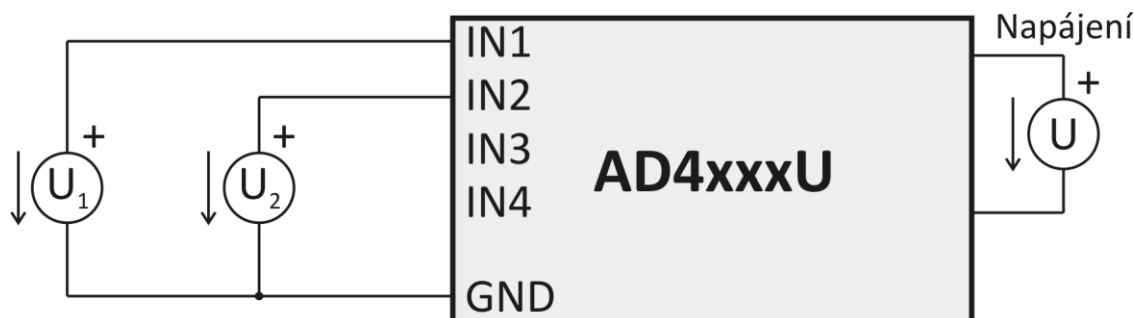 Napájení
IN1
IN2
IN3
IN4
GND
AD4xxxU
+
U₁
+
U₂
+
U